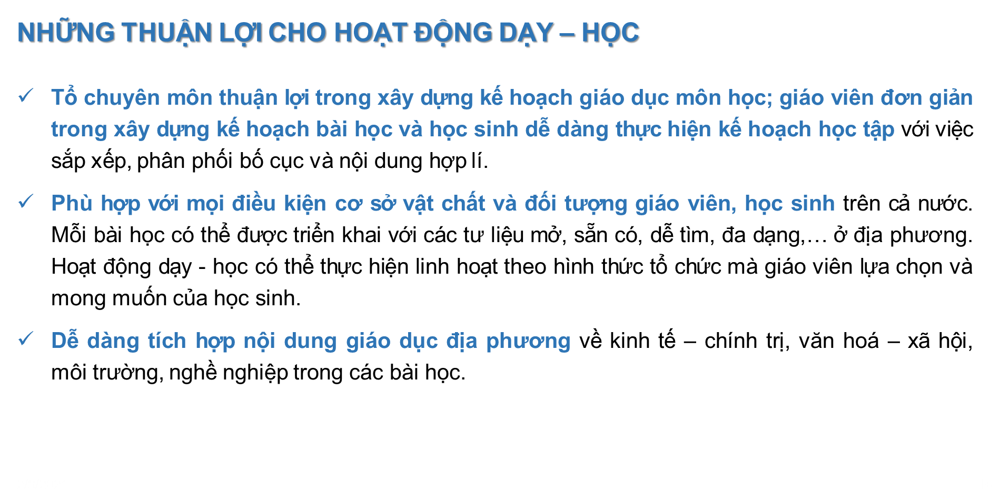 NHỮNG THUẬN LỢI CHO HOẠT ĐỘNG DẠY – HỌC
✓ Tổ chuyên môn thuận lợi trong xây dựng kế hoạch giáo dục môn học; giáo viên đơn giản
trong xây dựng kế hoạch bài học và học sinh dễ dàng thực hiện kế hoạch học tập với việc
sắp xếp, phân phối bố cục và nội dung hợp lí.
✓ Phù hợp với mọi điều kiện cơ sở vật chất và đối tượng giáo viên, học sinh trên cả nước.
Mỗi bài học có thể được triển khai với các tư liệu mở, sẵn có, dễ tìm, đa dạng,… ở địa phương.
Hoạt động dạy - học có thể thực hiện linh hoạt theo hình thức tổ chức mà giáo viên lựa chọn và
mong muốn của học sinh.
✓ Dễ dàng tích hợp nội dung giáo dục địa phương về kinh tế – chính trị, văn hoá – xã hội,
môi trường, nghề nghiệp trong các bài học.